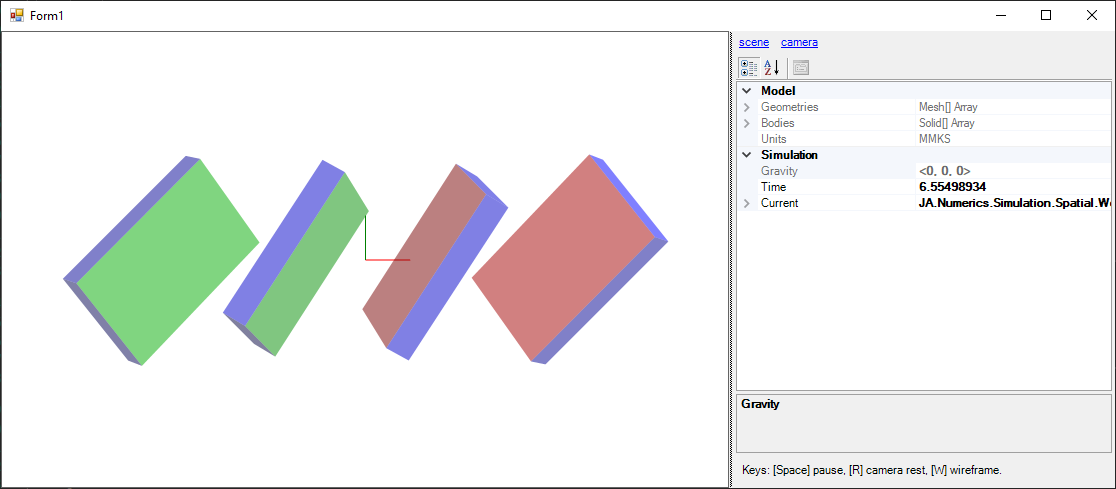 Form1
scene camera
A
Z
Model
Geometries Mesh[] Array
Bodies Solid[] Array
Units MMKS
Simulation
Gravity <0, 0, 0>
Time 6.55498934
Current JA.Numerics.Simulation.Spatial.W
Gravity
Keys: [Space] pause, [R] camera rest, [W] wireframe.